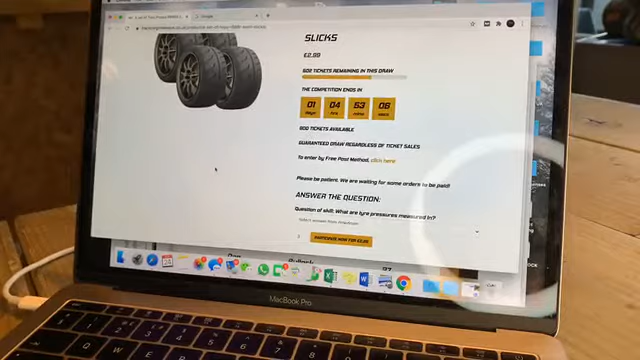 Google
SLICKS
£2.99
602 TICKETS REMAINING IN THIS DRAW
THE COMPETITION ENDS IN
01 04 53 06
days hrs mins secs
800 TICKETS AVAILABLE
GUARANTEED DRAW REGARDLESS OF TICKET SALES
To enter by Free Post Method, click here
Please be patient. We are waiting for some orders to be paid!
ANSWER THE QUESTION:
Question of skill: What are tyre pressures measured in?
PARTICIPATE NOW FOR £2.99
MacBook Pro